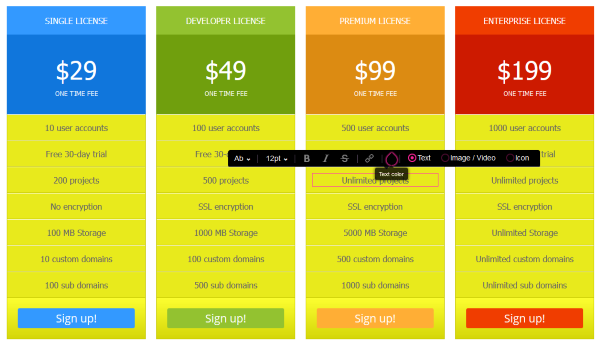 SINGLE LICENSE
$29
ONE TIME FEE
10 user accounts
Free 30-day trial
200 projects
No encryption
100 MB Storage
10 custom domains
100 sub domains
Sign up!
DEVELOPER LICENSE
$49
ONE TIME FEE
100 user accounts
Free
500 projects
SSL encryption
1000 MB Storage
100 custom domains
500 sub domains
Sign up!
PREMIUM LICENSE
$99
ONE TIME FEE
500 user accounts
Ab 12pt B I S Text Image / Video Icon
Text color
Unlimited projects
SSL encryption
5000 MB Storage
500 custom domains
1000 sub domains
Sign up!
ENTERPRISE LICENSE
$199
ONE TIME FEE
1000 user accounts
Unlimited projects
SSL encryption
Unlimited Storage
Unlimited custom domains
Unlimited sub domains
Sign up!